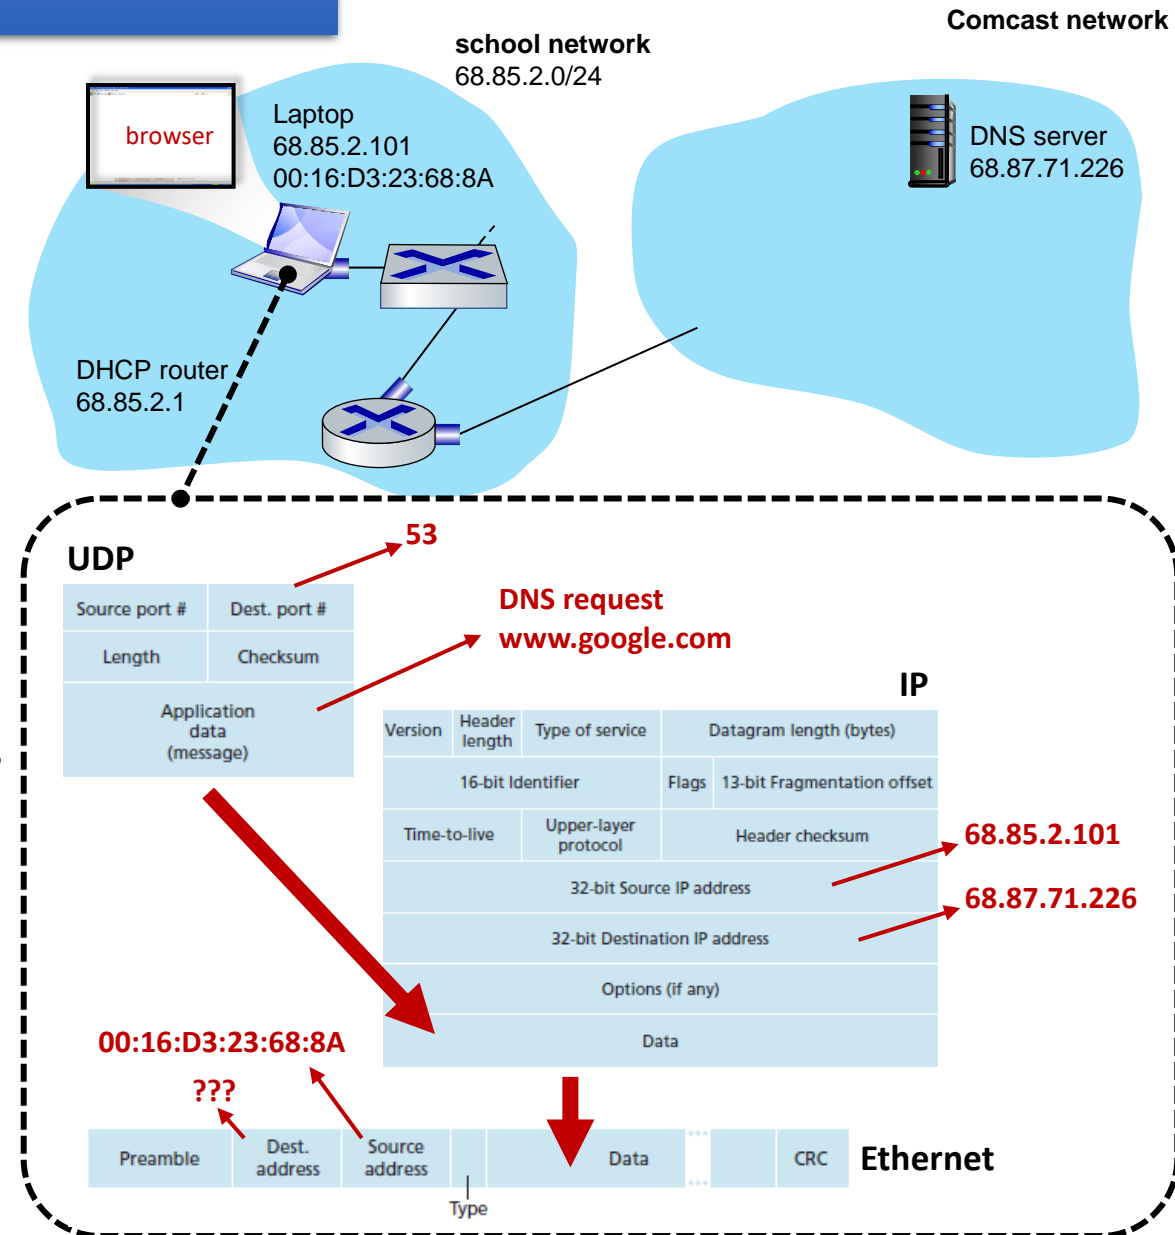 Comcast network
school network
68.85.2.0/24
browser
Laptop
68.85.2.101
00:16:D3:23:68:8A
DNS server
68.87.71.226
DHCP router
68.85.2.1
UDP
53
Source port #
Dest. port #
Length
Checksum
Application
data
(message)
DNS request
www.google.com
IP
Version
Header
length
Type of service
Datagram length (bytes)
16-bit Identifier
Flags
13-bit Fragmentation offset
Time-to-live
Upper-layer
protocol
Header checksum
68.85.2.101
32-bit Source IP address
68.87.71.226
32-bit Destination IP address
Options (if any)
Data
00:16:D3:23:68:8A
???
Preamble
Dest.
address
Source
address
Data
CRC
Ethernet
Type